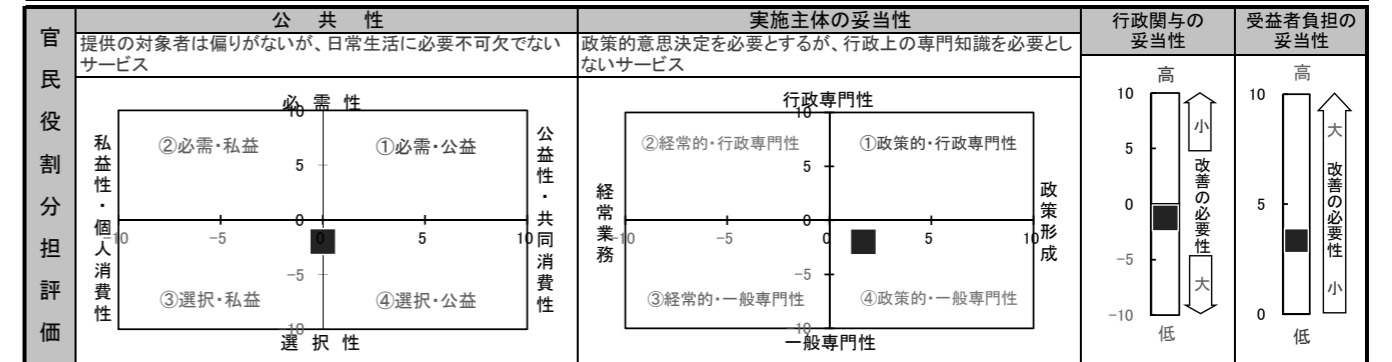 官民役割分担評価
公共性
提供の対象者は偏りがないが、日常生活に必要不可欠でない
サービス
必需性
10
②必需・私益
①必需・公益
5
私益性・個人消費性
0
公益性・共同消費性
-10
-5
0
5
10
-5
③選択・私益
④選択・公益
-10
選択性
実施主体の妥当性
政策的意思決定を必要とするが、行政上の専門知識を必要とし
ないサービス
行政専門性
10
②経常的・行政専門性
①政策的・行政専門性
5
経常業務
0
政策形成
-10
-5
0
5
10
-5
③経常的・一般専門性
④政策的・一般専門性
-10
一般専門性
行政関与の
妥当性
高
10
小
5
改善の必要性
0
-5
大
-10
低
受益者負担の
妥当性
高
10
大
改善の必要性
5
小
0
低